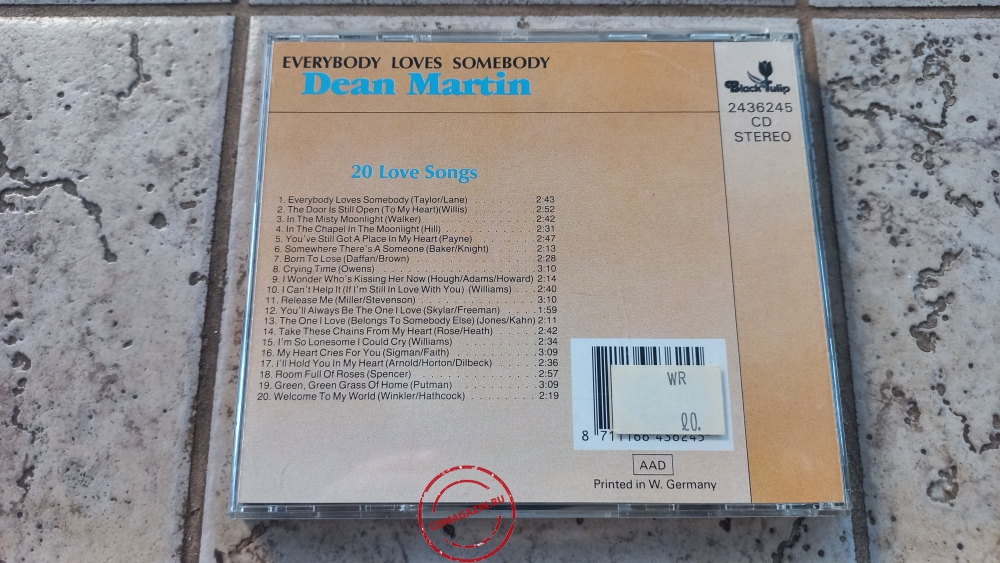 EVERYBODY LOVES SOMEBODY
Dean Martin
Black Tulip
2436245
CD
STEREO
20 Love Songs
1. Everybody Loves Somebody (Taylor/Lane) 2:43
2. The Door Is Still Open (To My Heart)(Willis) 2:52
3. In The Misty Moonlight (Walker) 2:42
4. In The Chapel In The Moonlight (Hill) 2:31
5. You've Still Got A Place In My Heart (Payne) 2:47
6. Somewhere There's A Someone (Baker/Knight) 2:13
7. Born To Lose (Daffan/Brown) 2:28
8. Crying Time (Owens) 3:10
9. I Wonder Who's Kissing Her Now (Hough/Adams/Howard) 2:14
10. I Can't Help It (If I'm Still In Love With You) (Williams) 2:40
11. Release Me (Miller/Stevenson) 3:10
12. You'll Always Be The One I Love (Skylar/Freeman) 1:59
13. The One I Love (Belongs To Somebody Else) (Jones/Kahn) 2:11
14. Take These Chains From My Heart (Rose/Heath) 2:42
15. I'm So Lonesome I Could Cry (Williams) 2:34
16. My Heart Cries For You (Sigman/Faith) 3:09
17. I'll Hold You In My Heart (Arnold/Horton/Dilbeck) 2:36
18. Room Full Of Roses (Spencer) 2:57
19. Green, Green Grass Of Home (Putman) 3:09
20. Welcome To My World (Winkler/Hathcock) 2:19
WR
20.
8 711166 436245
AAD
Printed in W. Germany